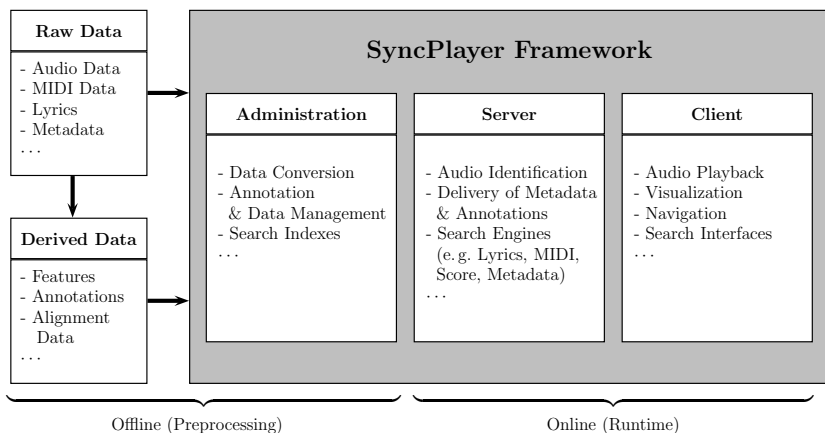 Raw Data
- Audio Data
- MIDI Data
- Lyrics
- Metadata
...
Derived Data
- Features
- Annotations
- Alignment
Data
...
SyncPlayer Framework
Administration
- Data Conversion
- Annotation
& Data Management
- Search Indexes
...
Server
- Audio Identification
- Delivery of Metadata
& Annotations
- Search Engines
(e. g. Lyrics, MIDI,
Score, Metadata)
...
Client
- Audio Playback
- Visualization
- Navigation
- Search Interfaces
...
Offline (Preprocessing)
Online (Runtime)